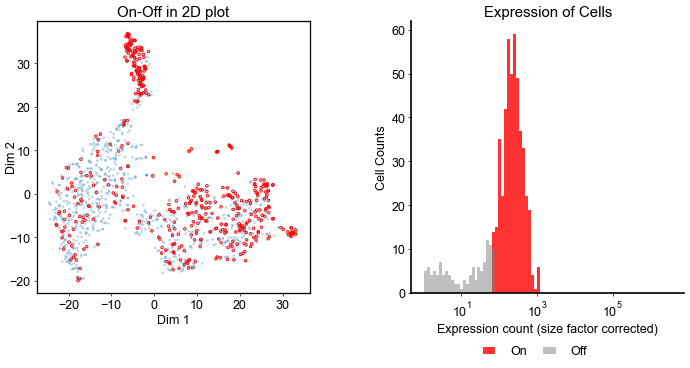 On-Off in 2D plot
30
20
10
0
−10
−20
Dim 2
−20 −10 0 10 20 30
Dim 1
Expression of Cells
60
50
40
30
20
10
0
Cell Counts
10^1 10^3 10^5
Expression count (size factor corrected)
On Off